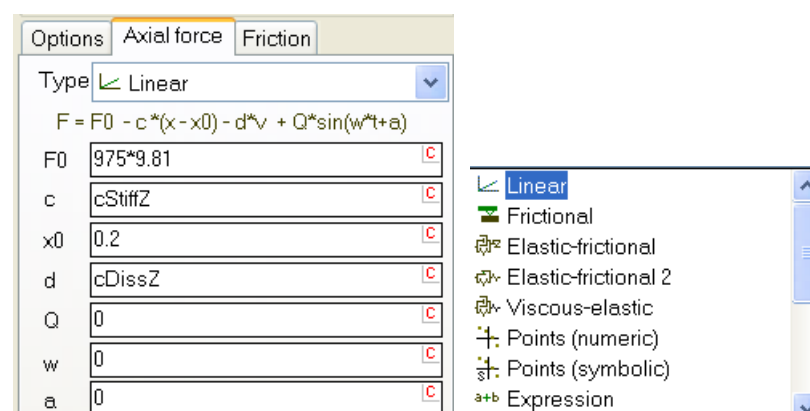 Options Axial force Friction
Type Linear
F = F0 - c*(x-x0) - d*v + Q*sin(w*t+a)
F0 975*9.81 C
c cStiffZ C
x0 0.2 C
d cDissZ C
Q 0 C
w 0 C
a 0 C
Linear
Frictional
Elastic-frictional
Elastic-frictional 2
Viscous-elastic
Points (numeric)
Points (symbolic)
a+b Expression